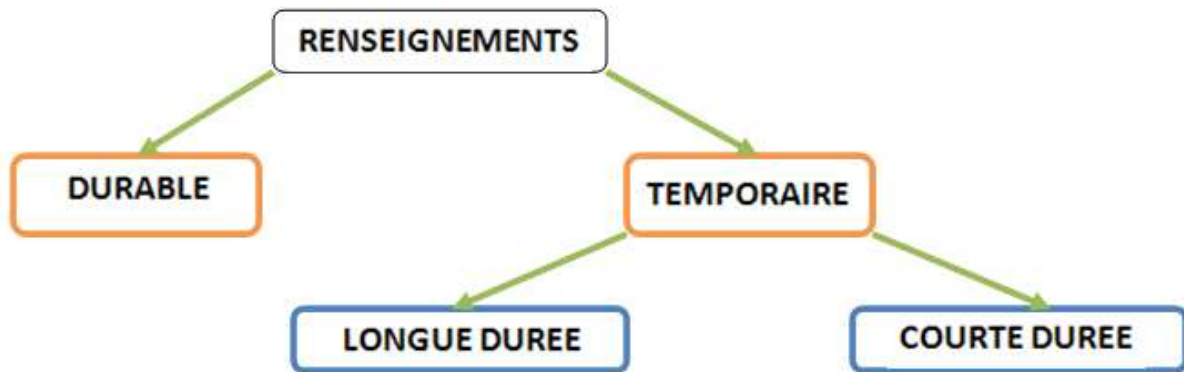 RENSEIGNEMENTS
DURABLE
TEMPORAIRE
LONGUE DUREE
COURTE DUREE